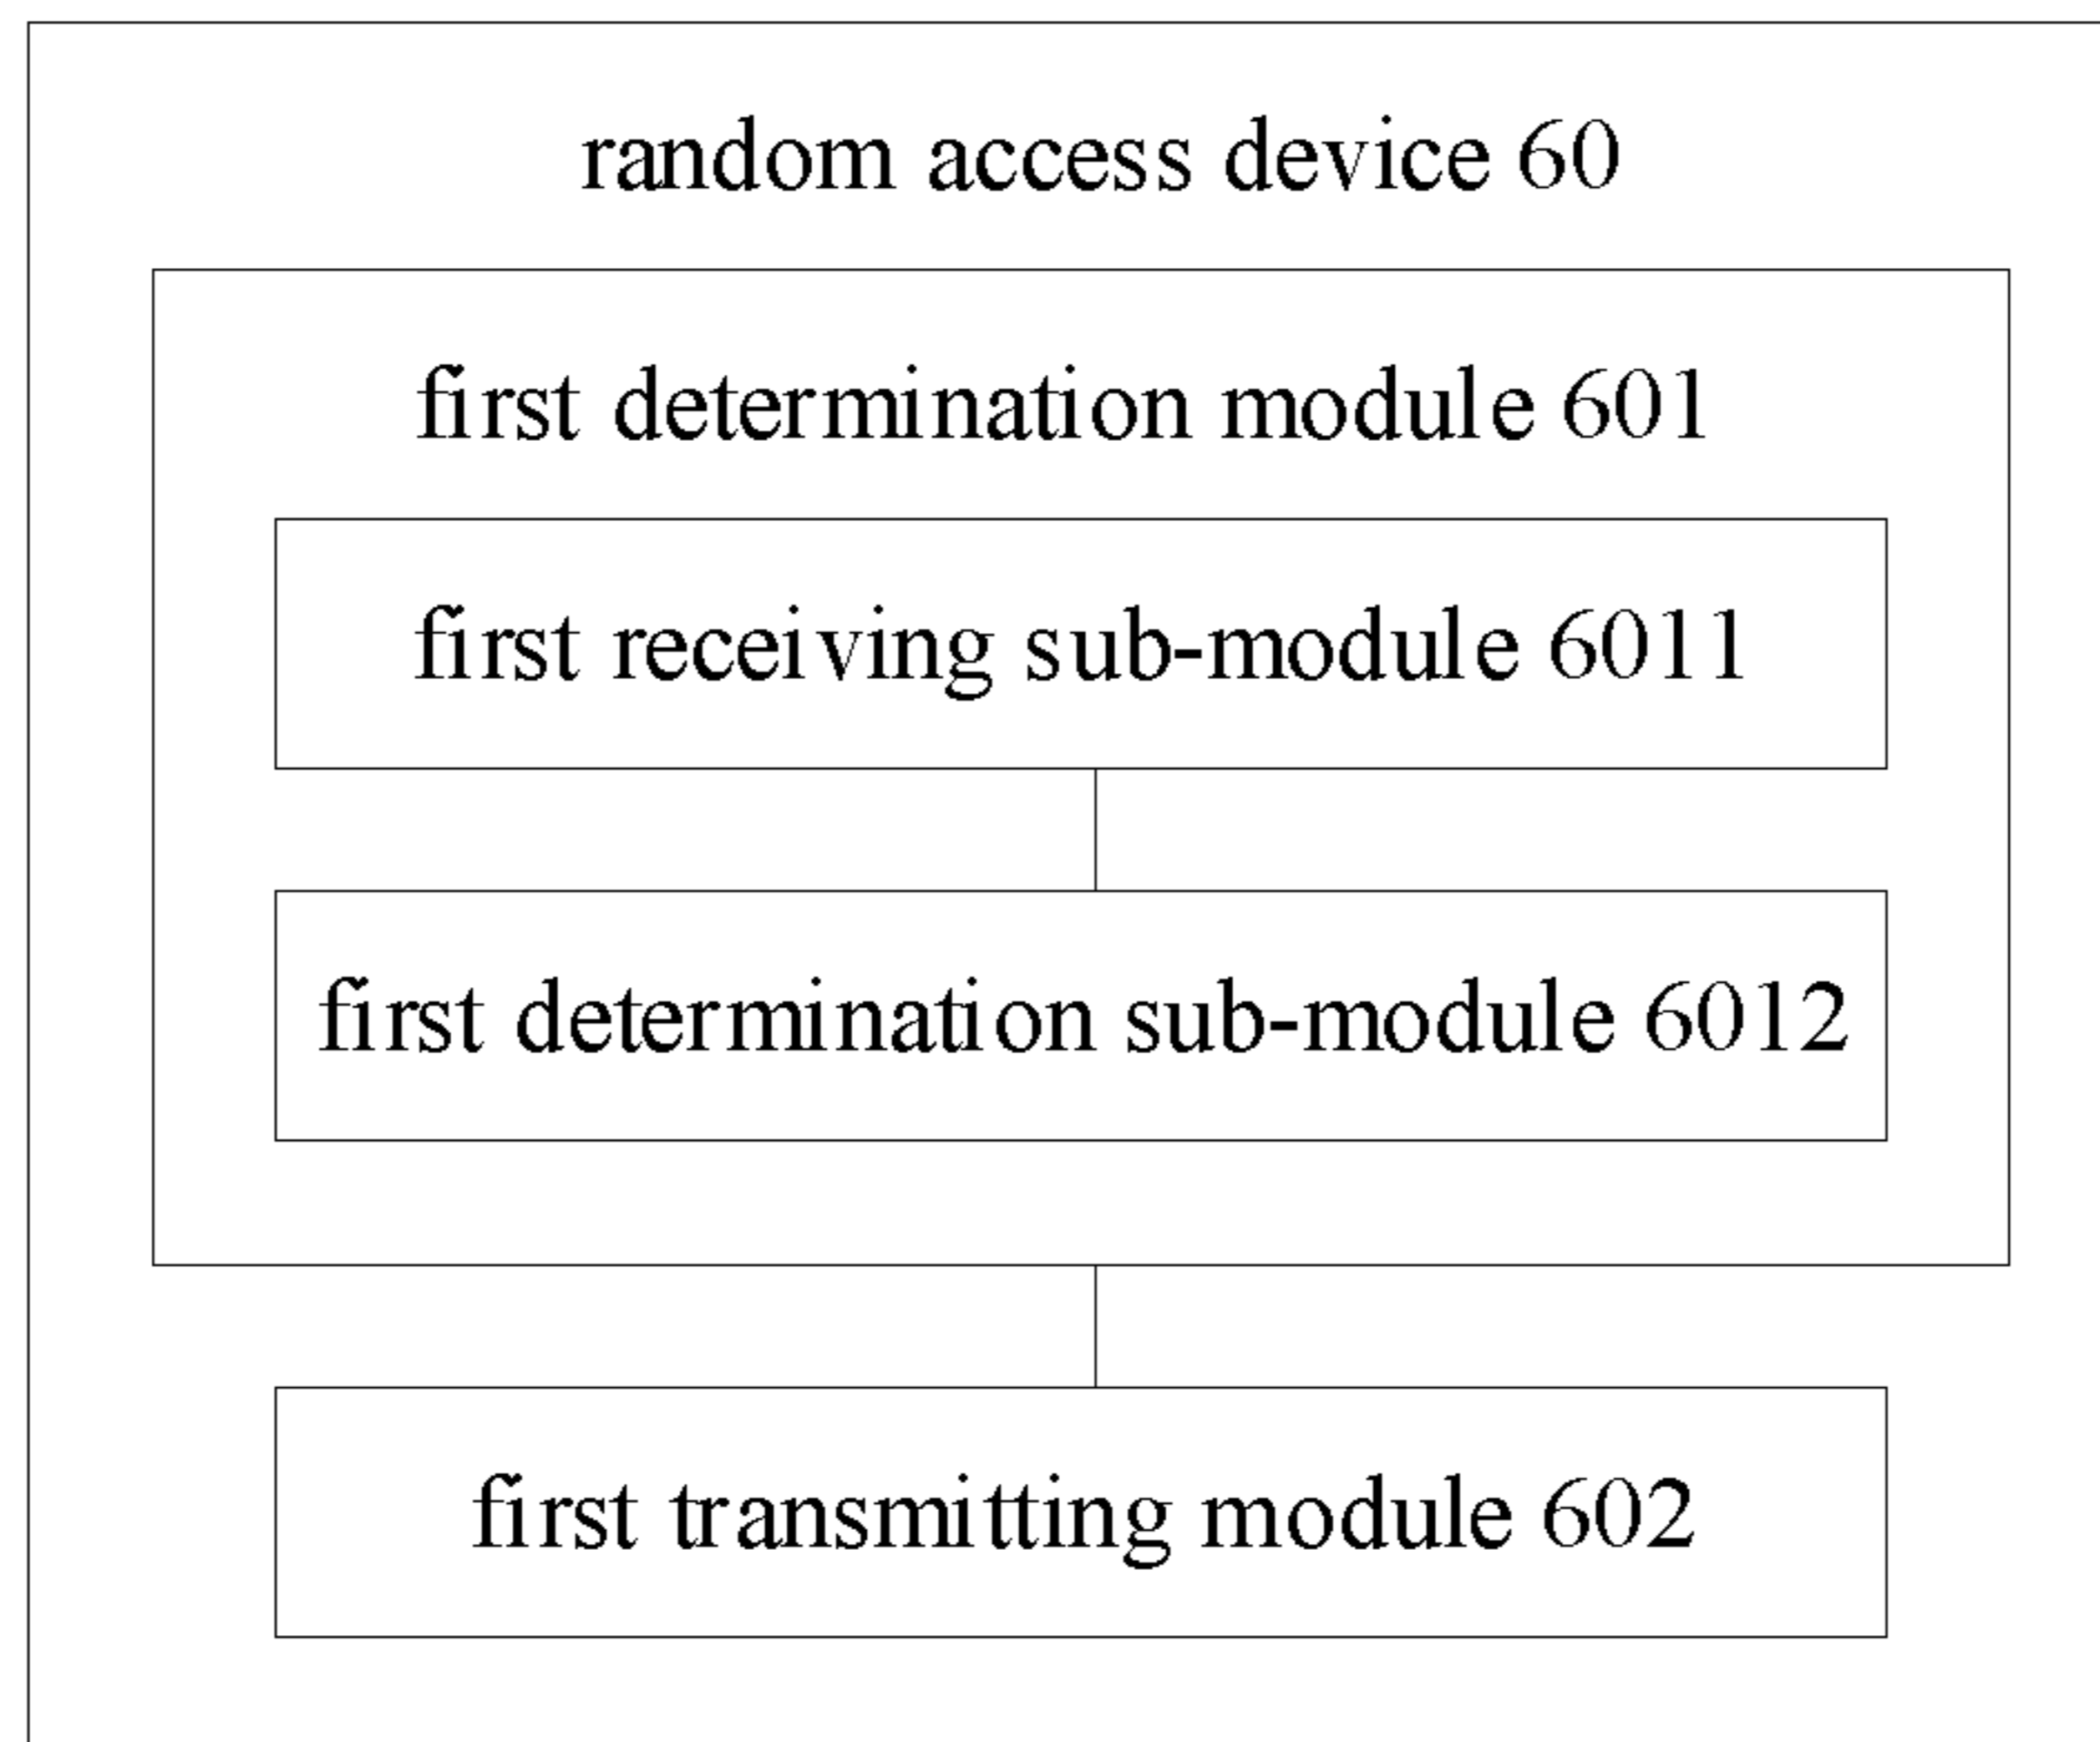 random access device 60
first determination module 601
first receiving sub-module 6011
first determination sub-module 6012
first transmitting module 602